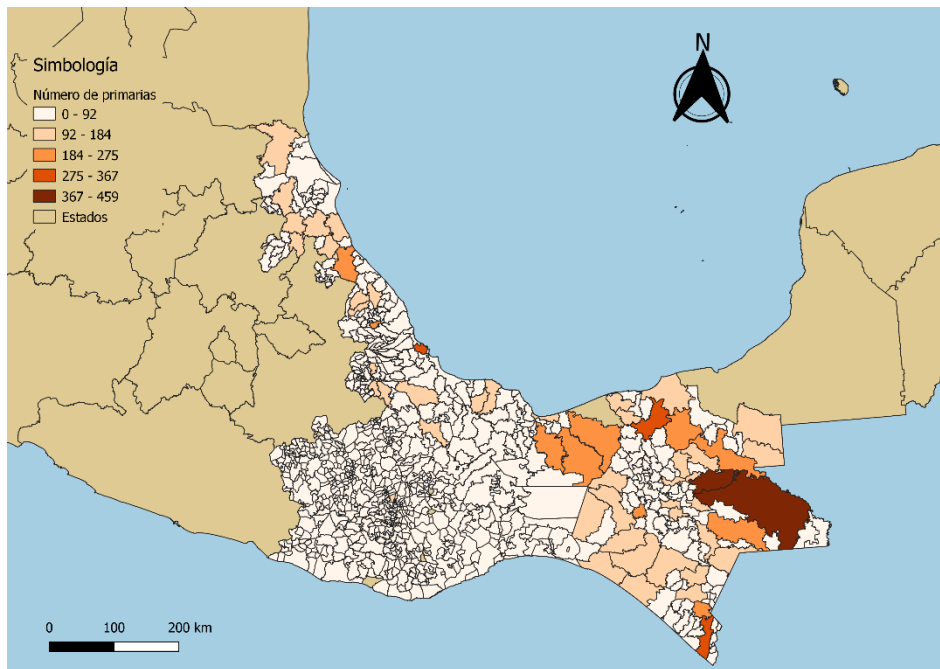 N
Simbología
Número de primarias
0 - 92
92 - 184
184 - 275
275 - 367
367 - 459
Estados
0 100 200 km